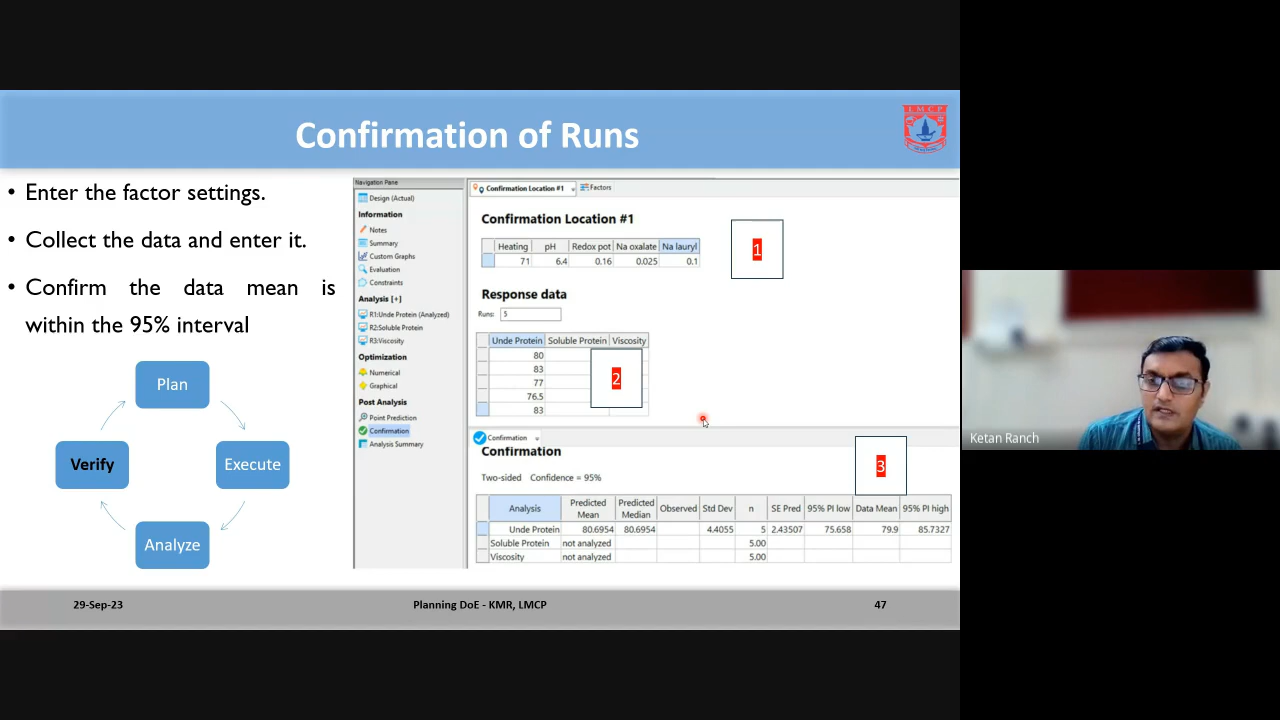 Confirmation of Runs
LMCP
• Enter the factor settings.
• Collect the data and enter it.
• Confirm the data mean is
within the 95% interval
Plan
Verify
Execute
Analyze
Navigation Pane
Design (Actual)
Information
Notes
Summary
Custom Graphs
Evaluation
Constraints
Analysis [+]
R1:Unde Protein (Analyzed)
R2:Soluble Protein
R3:Viscosity
Optimization
Numerical
Graphical
Post Analysis
Point Prediction
Confirmation
Analysis Summary
Confirmation Location #1
Factors
Confirmation Location #1
1
Heating pH Redox pot Na oxalate Na lauryl
71 6.4 0.16 0.025 0.1
Response data
Runs: 5
Unde Protein Soluble Protein Viscosity
80
83
77
76.5
83
2
Confirmation
Confirmation
3
Two-sided Confidence = 95%
Analysis Predicted Mean Predicted Median Observed Std Dev n SE Pred 95% PI low Data Mean 95% PI high
Unde Protein 80.6954 80.6954 4.4055 5 2.43507 75.658 79.9 85.7327
Soluble Protein not analyzed 5.00
Viscosity not analyzed 5.00
29-Sep-23
Planning DoE - KMR, LMCP
47
Ketan Ranch